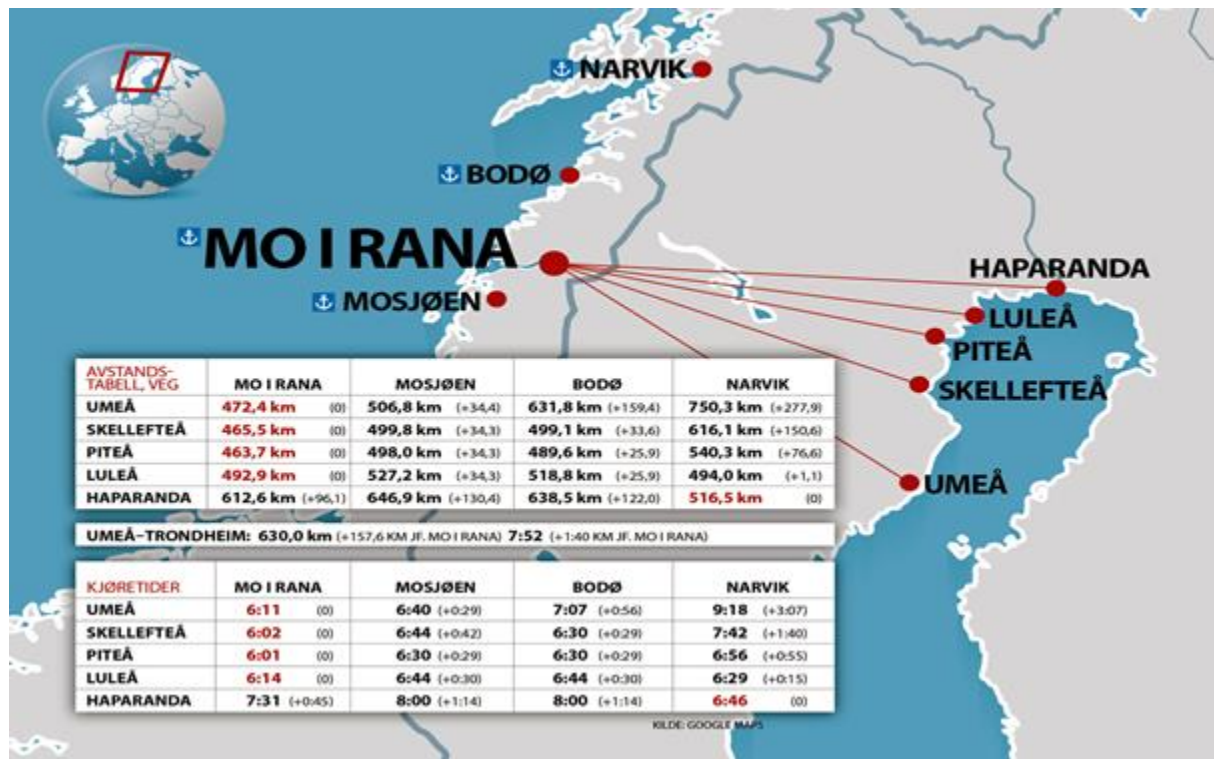 NARVIK
BODØ
MO I RANA
MOSJØEN
HAPARANDA
LULEÅ
PITEÅ
SKELLEFTEÅ
UMEÅ
AVSTANDS-
TABELL, VEG MO I RANA MOSJØEN BODØ NARVIK
UMEÅ 472,4 km (0) 506,8 km (+34,4) 631,8 km (+159,4) 750,3 km (+277,9)
SKELLEFTEÅ 465,5 km (0) 499,8 km (+34,3) 499,1 km (+33,6) 616,1 km (+150,6)
PITEÅ 463,7 km (0) 498,0 km (+34,3) 489,6 km (+25,9) 540,3 km (+76,6)
LULEÅ 492,9 km (0) 527,2 km (+34,3) 518,8 km (+25,9) 494,0 km (+1,1)
HAPARANDA 612,6 km (+96,1) 646,9 km (+130,4) 638,5 km (+122,0) 516,5 km (0)
UMEÅ–TRONDHEIM: 630,0 km (+157,6 KM JF. MO I RANA) 7:52 (+1:40 KM JF. MO I RANA)
KJØRETIDER MO I RANA MOSJØEN BODØ NARVIK
UMEÅ 6:11 (0) 6:40 (+0:29) 7:07 (+0:56) 9:18 (+3:07)
SKELLEFTEÅ 6:02 (0) 6:44 (+0:42) 6:30 (+0:29) 7:42 (+1:40)
PITEÅ 6:01 (0) 6:30 (+0:29) 6:30 (+0:29) 6:56 (+0:55)
LULEÅ 6:14 (0) 6:44 (+0:30) 6:44 (+0:30) 6:29 (+0:15)
HAPARANDA 7:31 (+0:45) 8:00 (+1:14) 8:00 (+1:14) 6:46 (0)
KILDE: GOOGLE MAPS